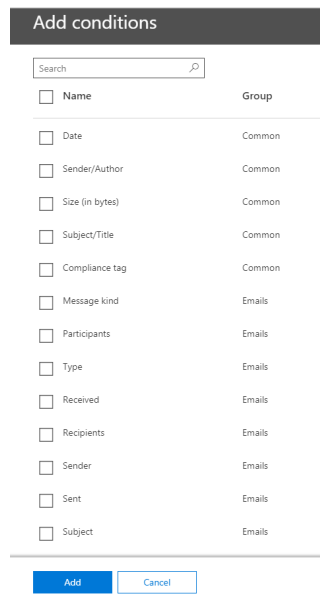 Add conditions
Search
Name Group
Date Common
Sender/Author Common
Size (in bytes) Common
Subject/Title Common
Compliance tag Common
Message kind Emails
Participants Emails
Type Emails
Received Emails
Recipients Emails
Sender Emails
Sent Emails
Subject Emails
Add Cancel